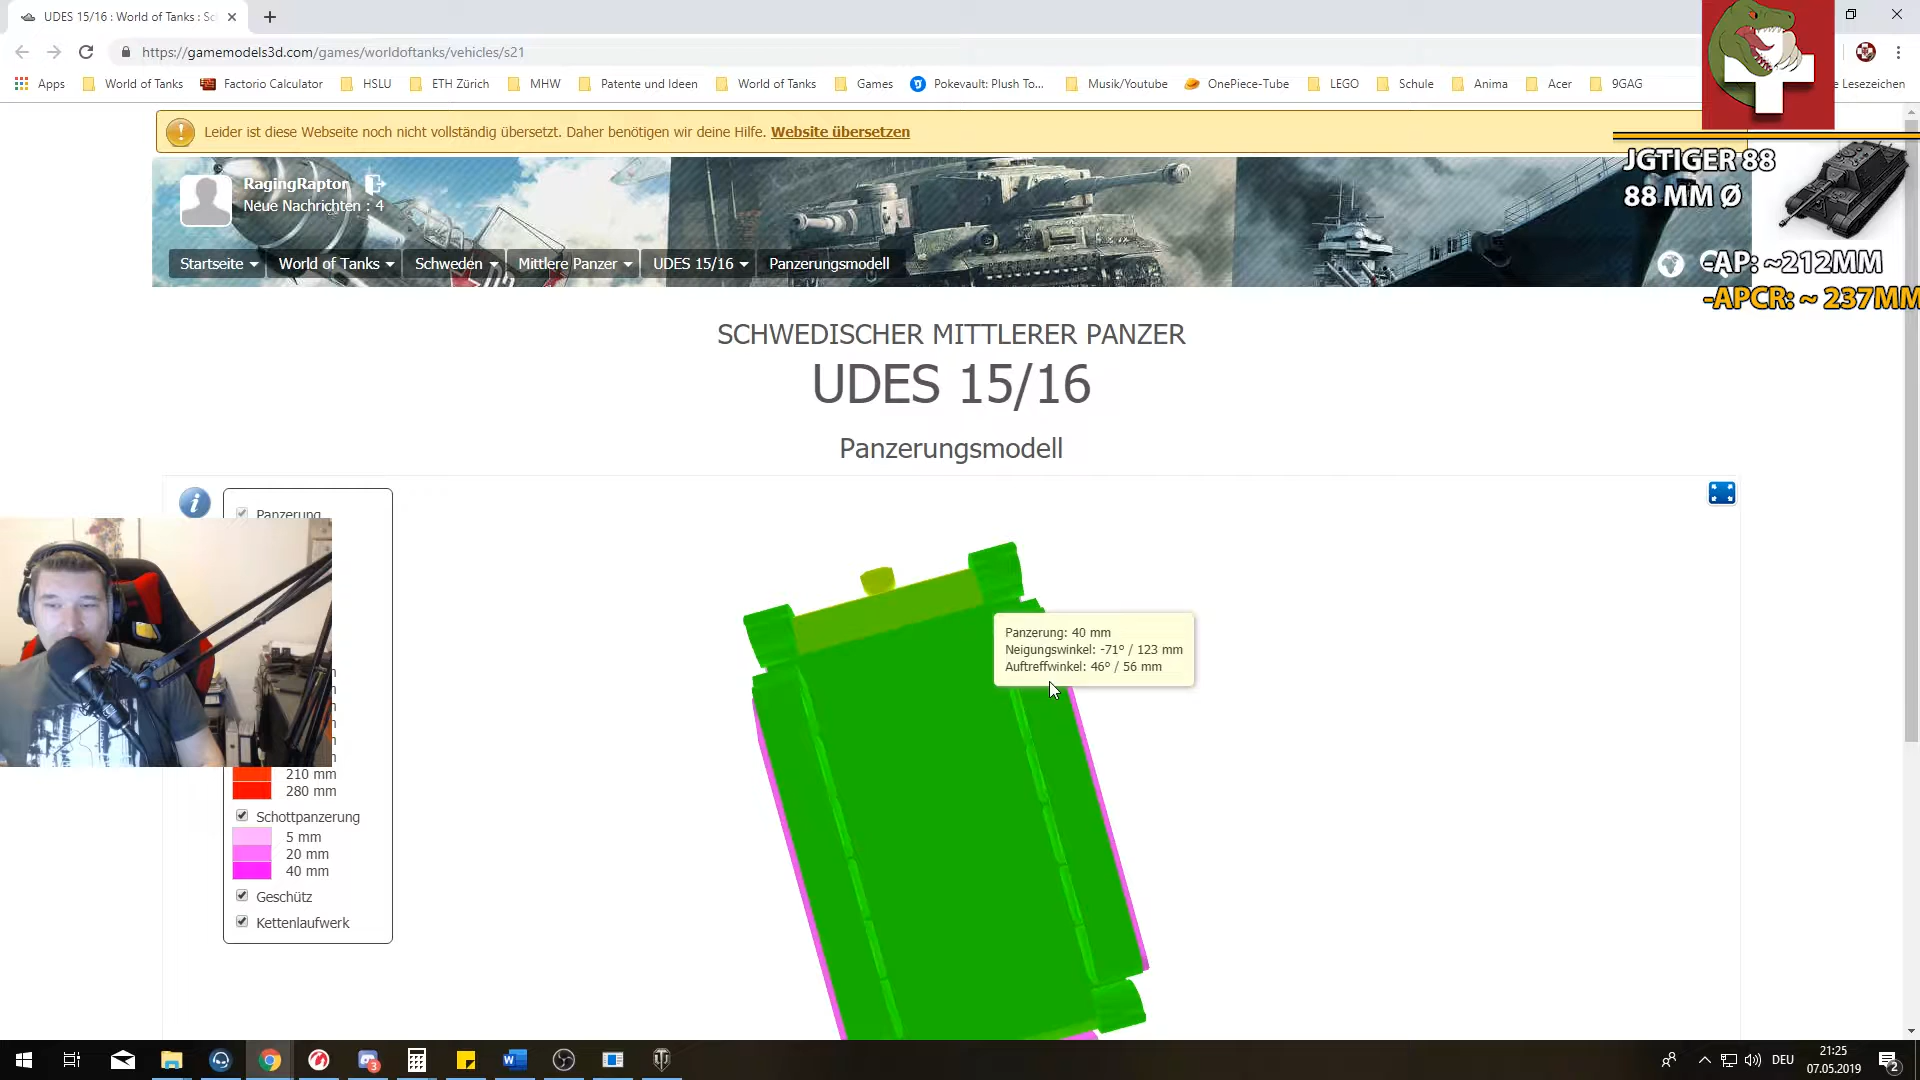 UDES 15/16 : World of Tanks : Sc
https://gamemodels3d.com/games/worldoftanks/vehicles/s21
Apps
World of Tanks
Factorio Calculator
HSLU
ETH Zürich
MHW
Patente und Ideen
World of Tanks
Games
Pokevault: Plush To...
Musik/Youtube
OnePiece-Tube
LEGO
Schule
Anima
Acer
9GAG
e Lesezeichen
Leider ist diese Webseite noch nicht vollständig übersetzt. Daher benötigen wir deine Hilfe. Website übersetzen
RagingRaptor
Neue Nachrichten : 4
JGTIGER 88
88 MM Ø
-AP: ~212MM
-APCR: ~ 237MM
Startseite
World of Tanks
Schweden
Mittlere Panzer
UDES 15/16
Panzerungsmodell
SCHWEDISCHER MITTLERER PANZER
UDES 15/16
Panzerungsmodell
Panzerung
Panzerung: 40 mm
Neigungswinkel: -71° / 123 mm
Auftreffwinkel: 46° / 56 mm
210 mm
280 mm
Schottpanzerung
5 mm
20 mm
40 mm
Geschütz
Kettenlaufwerk
3
DEU
21:25
07.05.2019
2